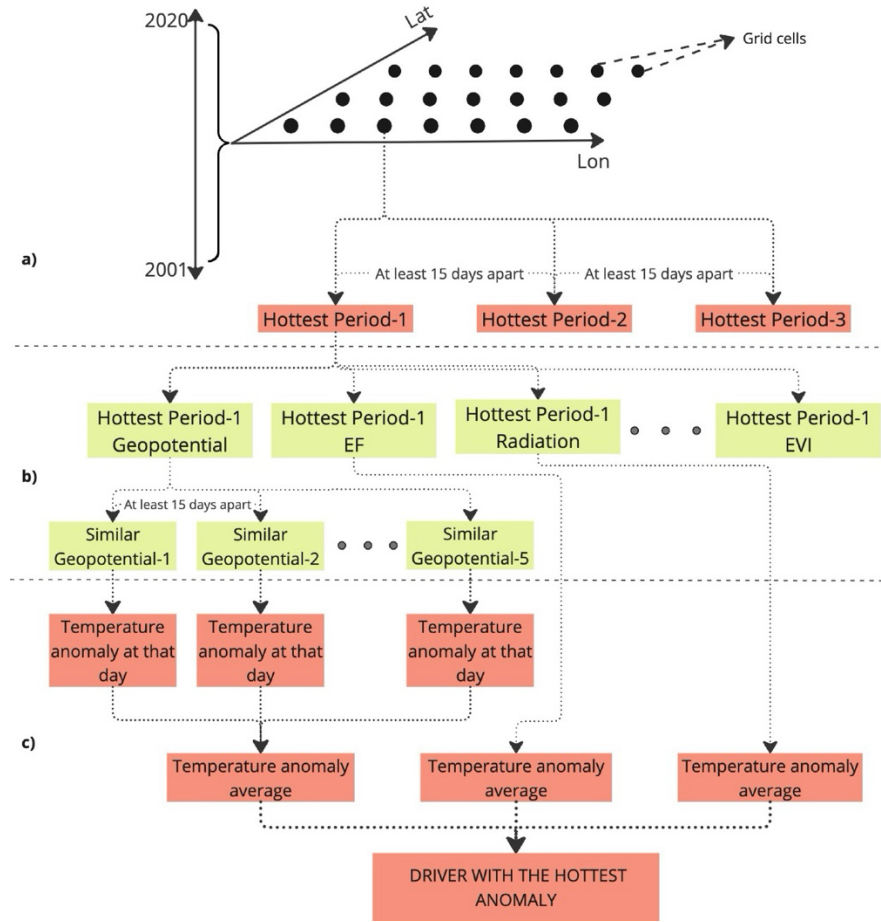 2020
Lat
Grid cells
Lon
a)
2001
At least 15 days apart
At least 15 days apart
Hottest Period-1
Hottest Period-2
Hottest Period-3
Hottest Period-1
Geopotential
Hottest Period-1
EF
Hottest Period-1
Radiation
Hottest Period-1
EVI
b)
At least 15 days apart
Similar
Geopotential-1
Similar
Geopotential-2
Similar
Geopotential-5
Temperature
anomaly at that
day
Temperature
anomaly at that
day
Temperature
anomaly at that
day
c)
Temperature anomaly
average
Temperature anomaly
average
Temperature anomaly
average
DRIVER WITH THE HOTTEST
ANOMALY